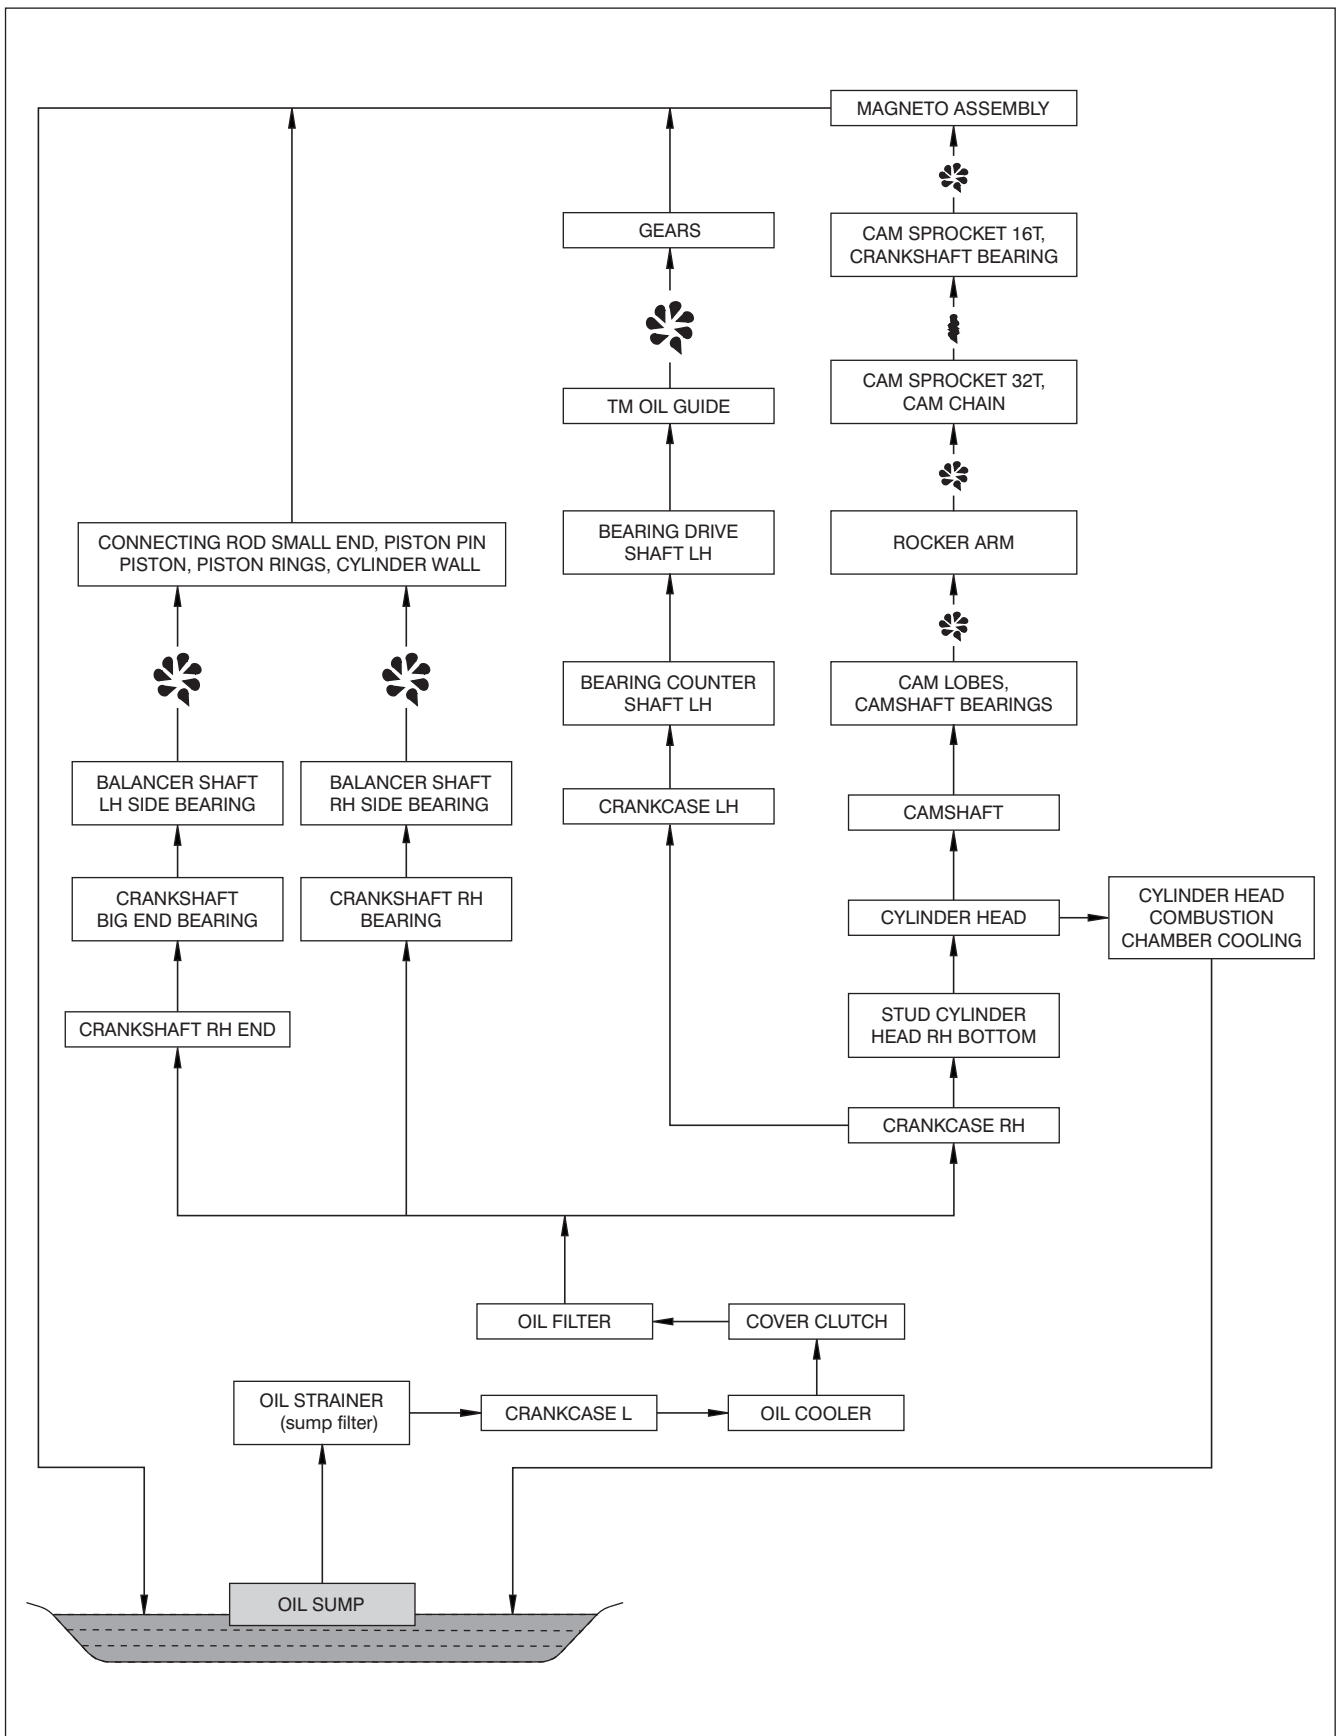 MAGNETO ASSEMBLY
GEARS
CAM SPROCKET 16T,
CRANKSHAFT BEARING
TM OIL GUIDE
CAM SPROCKET 32T,
CAM CHAIN
CONNECTING ROD SMALL END, PISTON PIN
PISTON, PISTON RINGS, CYLINDER WALL
BEARING DRIVE
SHAFT LH
ROCKER ARM
BEARING COUNTER
SHAFT LH
CAM LOBES,
CAMSHAFT BEARINGS
BALANCER SHAFT
LH SIDE BEARING
BALANCER SHAFT
RH SIDE BEARING
CRANKCASE LH
CAMSHAFT
CRANKSHAFT
BIG END BEARING
CRANKSHAFT RH
BEARING
CYLINDER HEAD
CYLINDER HEAD
COMBUSTION
CHAMBER COOLING
CRANKSHAFT RH END
STUD CYLINDER
HEAD RH BOTTOM
CRANKCASE RH
OIL FILTER
COVER CLUTCH
OIL STRAINER
(sump filter)
CRANKCASE L
OIL COOLER
OIL SUMP